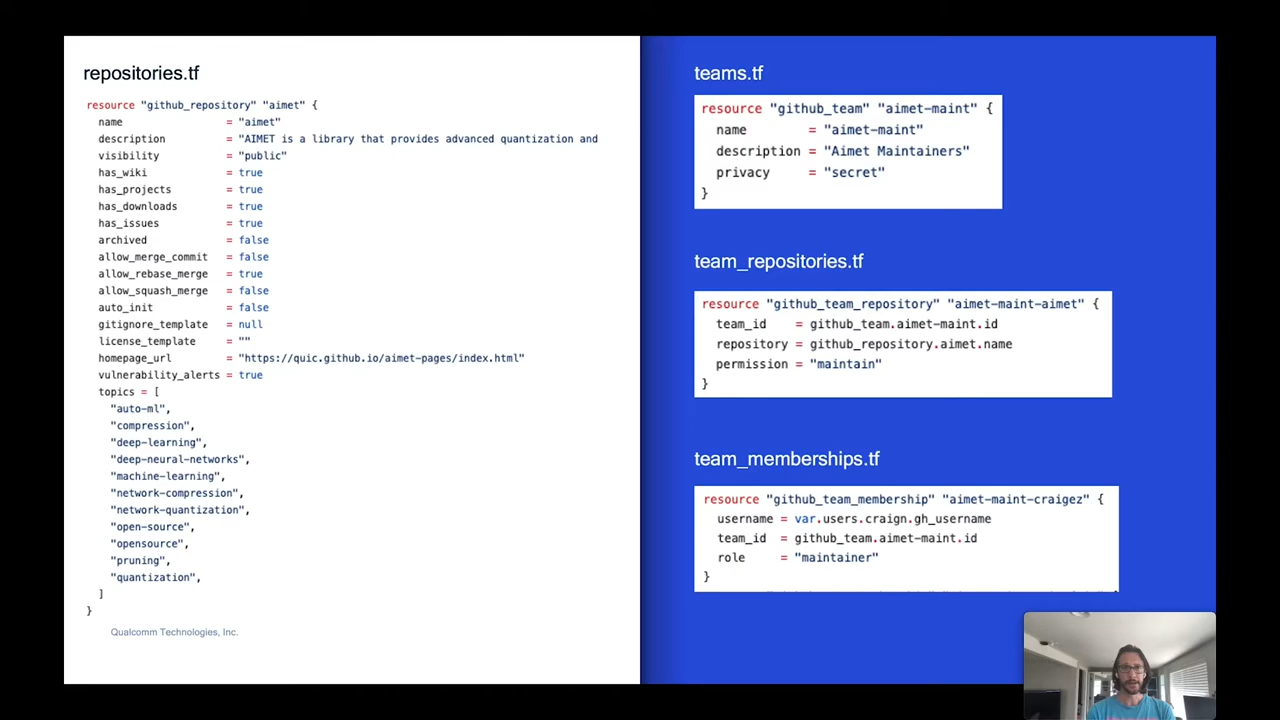 repositories.tf
resource "github_repository" "aimet" {
name = "aimet"
description = "AIMET is a library that provides advanced quantization and
visibility = "public"
has_wiki = true
has_projects = true
has_downloads = true
has_issues = true
archived = false
allow_merge_commit = false
allow_rebase_merge = true
allow_squash_merge = false
auto_init = false
gitignore_template = null
license_template = ""
homepage_url = "https://quic.github.io/aimet-pages/index.html"
vulnerability_alerts = true
topics = [
"auto-ml",
"compression",
"deep-learning",
"deep-neural-networks",
"machine-learning",
"network-compression",
"network-quantization",
"open-source",
"opensource",
"pruning",
"quantization",
]
}
Qualcomm Technologies, Inc.
teams.tf
resource "github_team" "aimet-maint" {
name = "aimet-maint"
description = "Aimet Maintainers"
privacy = "secret"
}
team_repositories.tf
resource "github_team_repository" "aimet-maint-aimet" {
team_id = github_team.aimet-maint.id
repository = github_repository.aimet.name
permission = "maintain"
}
team_memberships.tf
resource "github_team_membership" "aimet-maint-craigez" {
username = var.users.craign.gh_username
team_id = github_team.aimet-maint.id
role = "maintainer"
}